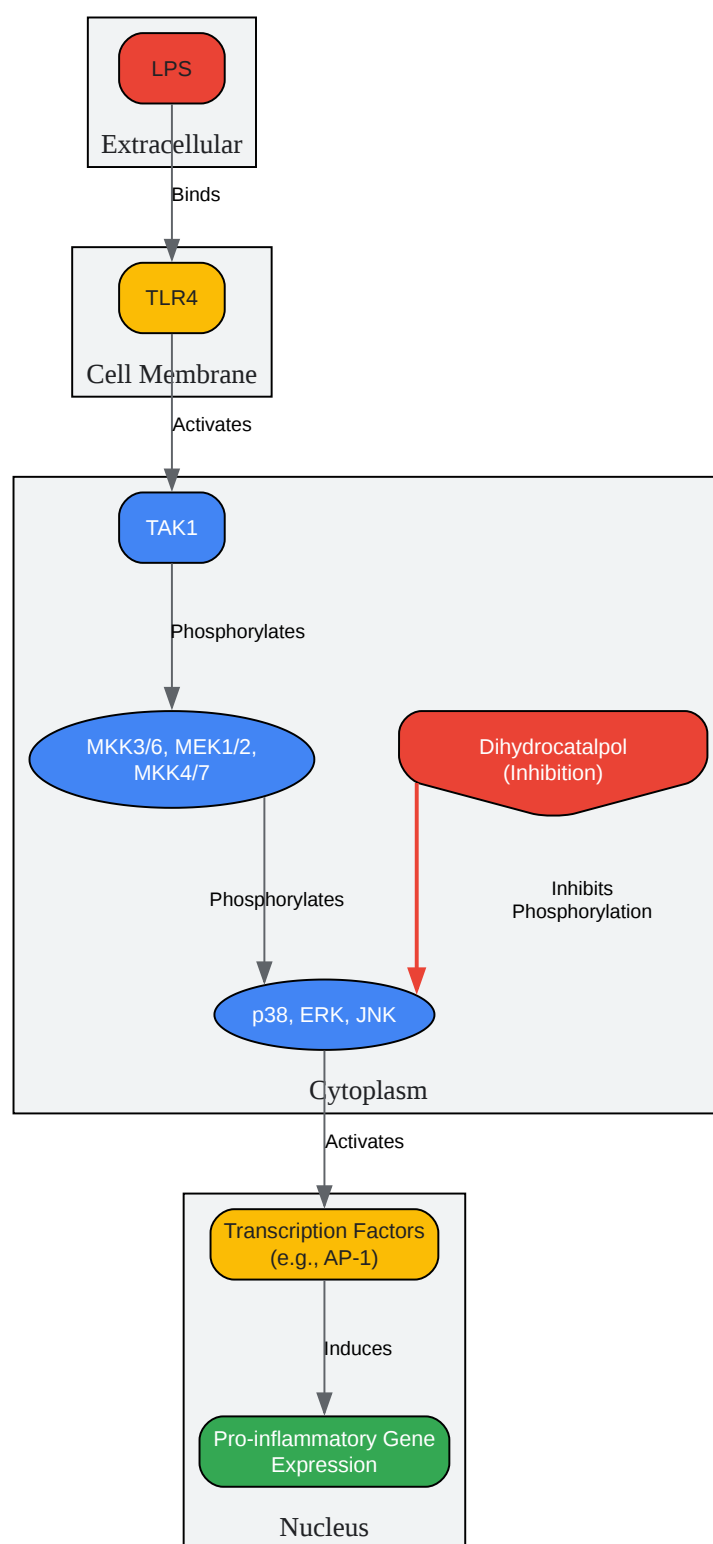 LPS
Extracellular
Binds
TLR4
Cell Membrane
Activates
TAK1
Phosphorylates
MKK3/6, MEK1/2,
MKK4/7
Dihydrocatalpol
(Inhibition)
Phosphorylates
Inhibits
Phosphorylation
p38, ERK, JNK
Cytoplasm
Activates
Transcription Factors
(e.g., AP-1)
Induces
Pro-inflammatory Gene
Expression
Nucleus